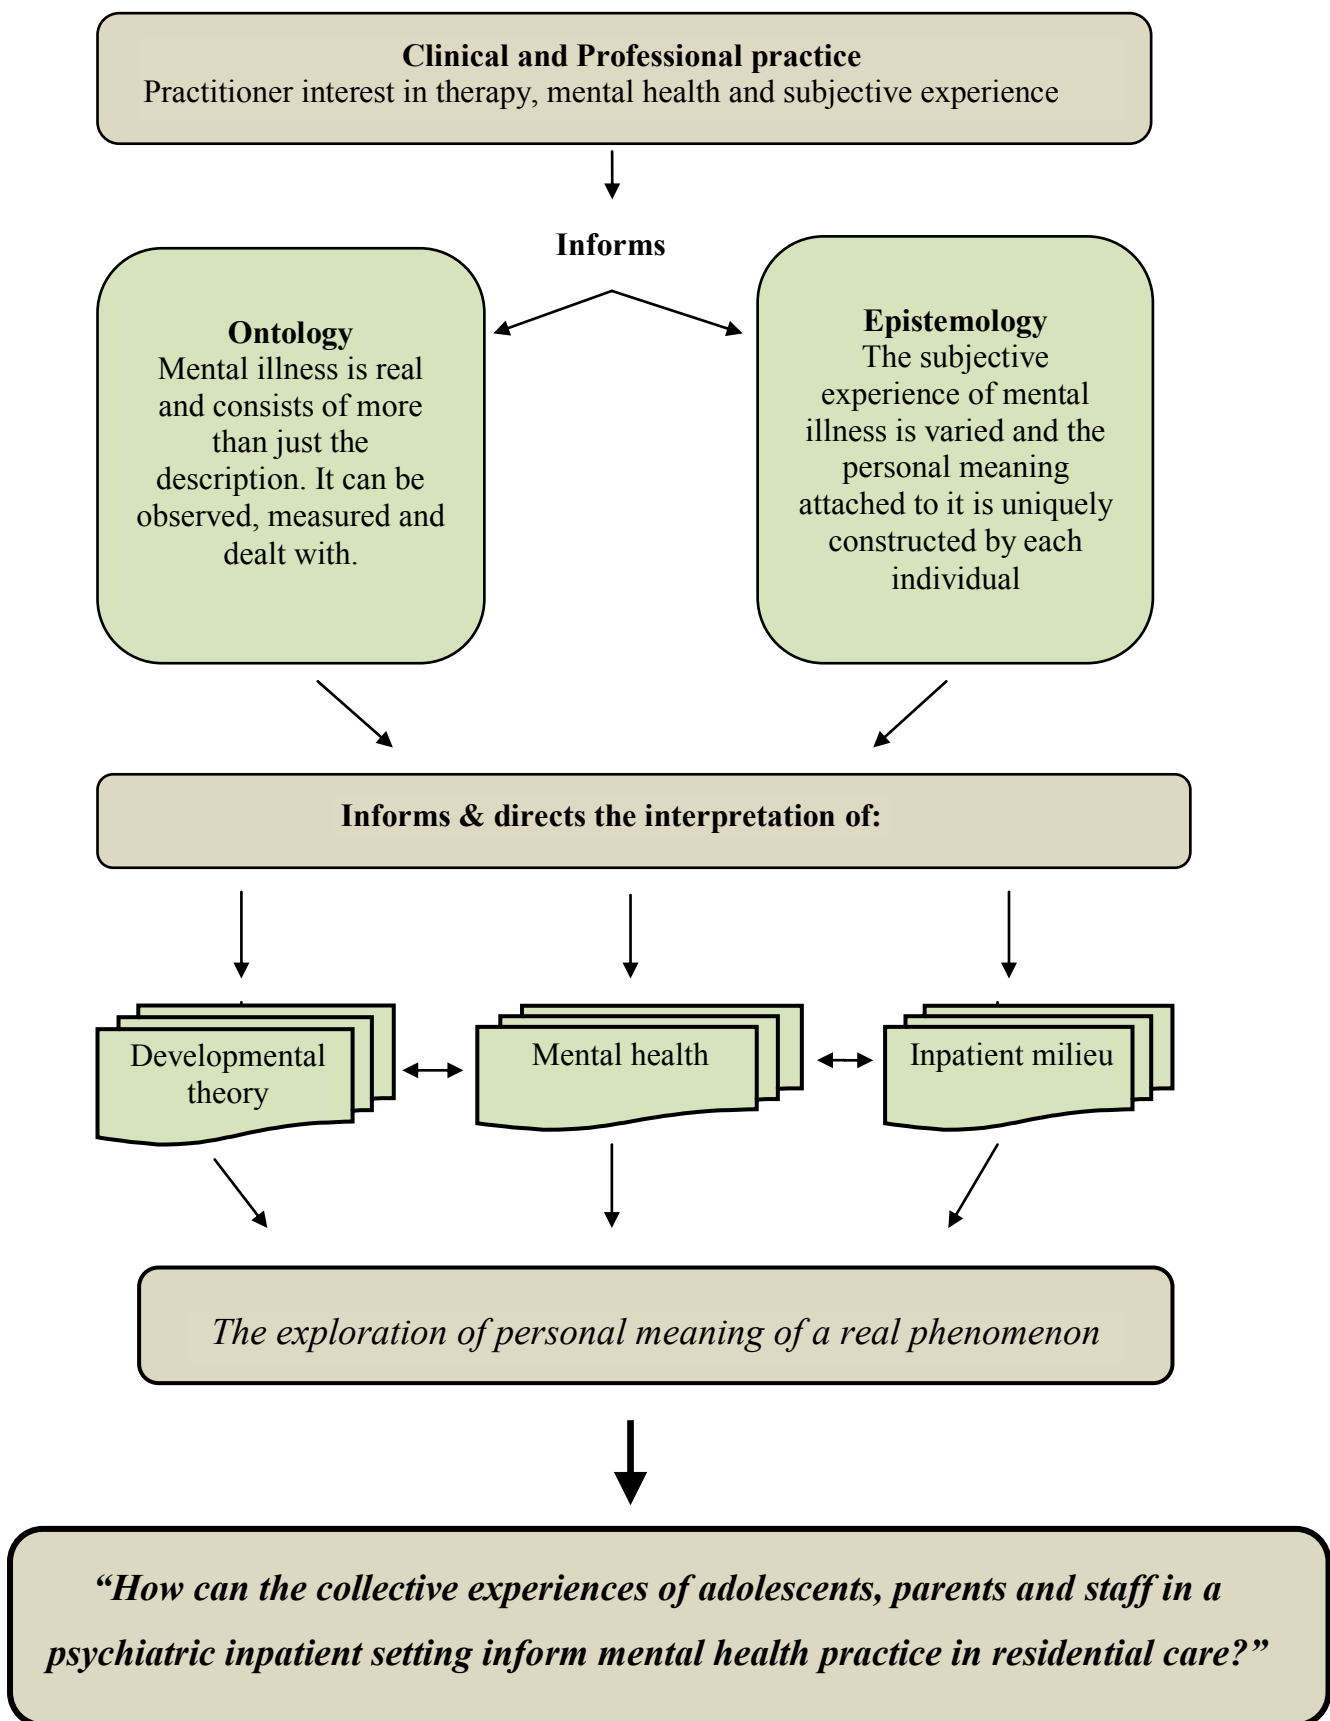 Clinical and Professional practice
Practitioner interest in therapy, mental health and subjective experience
Informs
Ontology
Mental illness is real
and consists of more
than just the
description. It can be
observed, measured and
dealt with.
Epistemology
The subjective
experience of mental
illness is varied and the
personal meaning
attached to it is uniquely
constructed by each
individual
Informs & directs the interpretation of:
Developmental
theory
Mental health
Inpatient milieu
The exploration of personal meaning of a real phenomenon
“How can the collective experiences of adolescents, parents and staff in a
psychiatric inpatient setting inform mental health practice in residential care?”